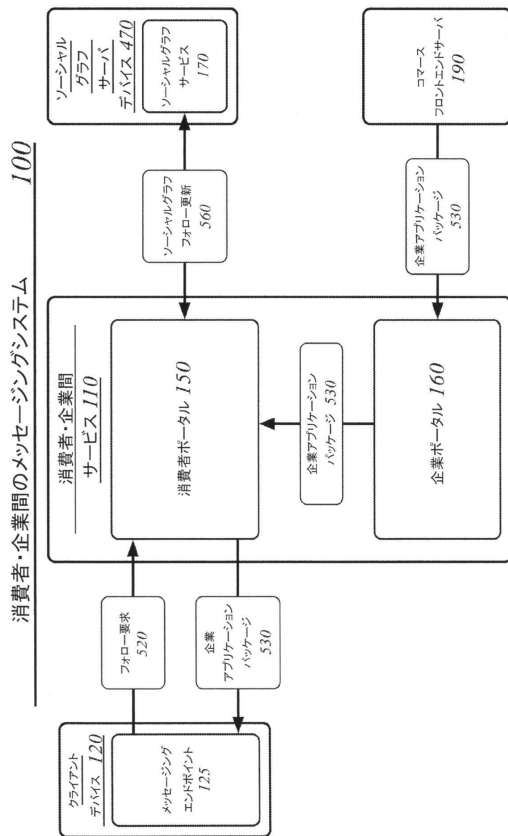 消費者・企業間のメッセージングシステム 100
クライアント
デバイス 120
メッセージング
エンドポイント
125
フォロー要求
520
企業
アプリケーション
パッケージ
530
消費者・企業間
サービス 110
消費者ポータル 150
企業アプリケーション
パッケージ 530
企業ポータル 160
ソーシャルグラフ
フォロー更新
560
企業アプリケーション
パッケージ
530
ソーシャル
グラフ
サーバ
デバイス 470
ソーシャルグラフ
サービス
170
コマース
フロントエンドサーバ
190